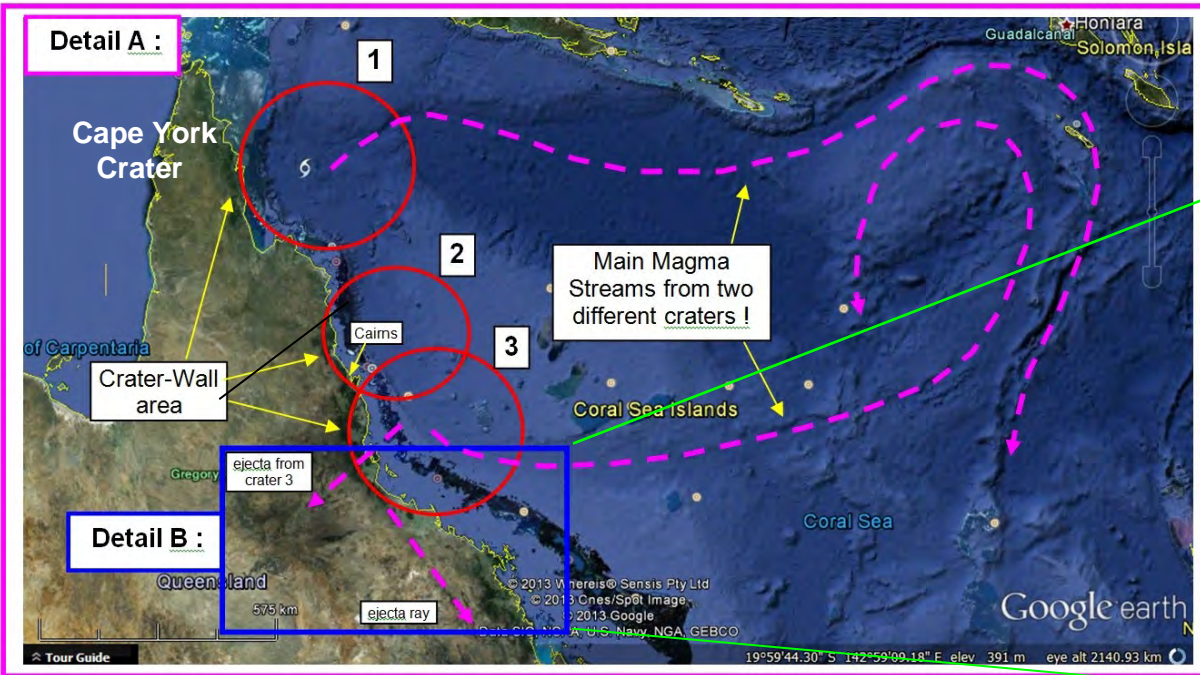 Detail A :
1
Honiara
Guadalcanal
Solomon Isla
Cape York
Crater
2
Main Magma
Streams from two
different craters !
Cairns
3
of Carpentaria
Crater-Wall
area
Coral Sea Islands
ejecta from
crater 3
Gregory
Detail B :
Coral Sea
Queensland
© 2013 Whereis® Sensis Pty Ltd
© 2013 Cnes/Spot Image
© 2013 Google
Data SIO, NOAA, U.S. Navy, NGA, GEBCO
575 km
ejecta ray
Google earth
N
Tour Guide
19°59'44.30" S 142°59'09.18" E elev 391 m eye alt 2140.93 km